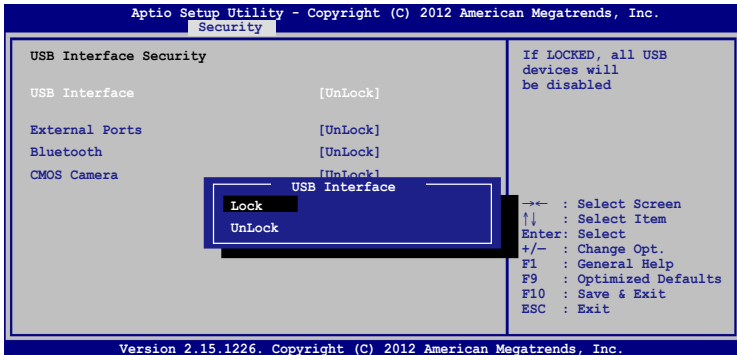 Aptio Setup Utility - Copyright (C) 2012 American Megatrends, Inc.
Security
USB Interface Security
USB Interface [UnLock]
External Ports [UnLock]
Bluetooth [UnLock]
CMOS Camera [UnLock]
USB Interface
Lock
UnLock
If LOCKED, all USB
devices will
be disabled
→← : Select Screen
↑↓ : Select Item
Enter: Select
+/— : Change Opt.
F1 : General Help
F9 : Optimized Defaults
F10 : Save & Exit
ESC : Exit
Version 2.15.1226. Copyright (C) 2012 American Megatrends, Inc.